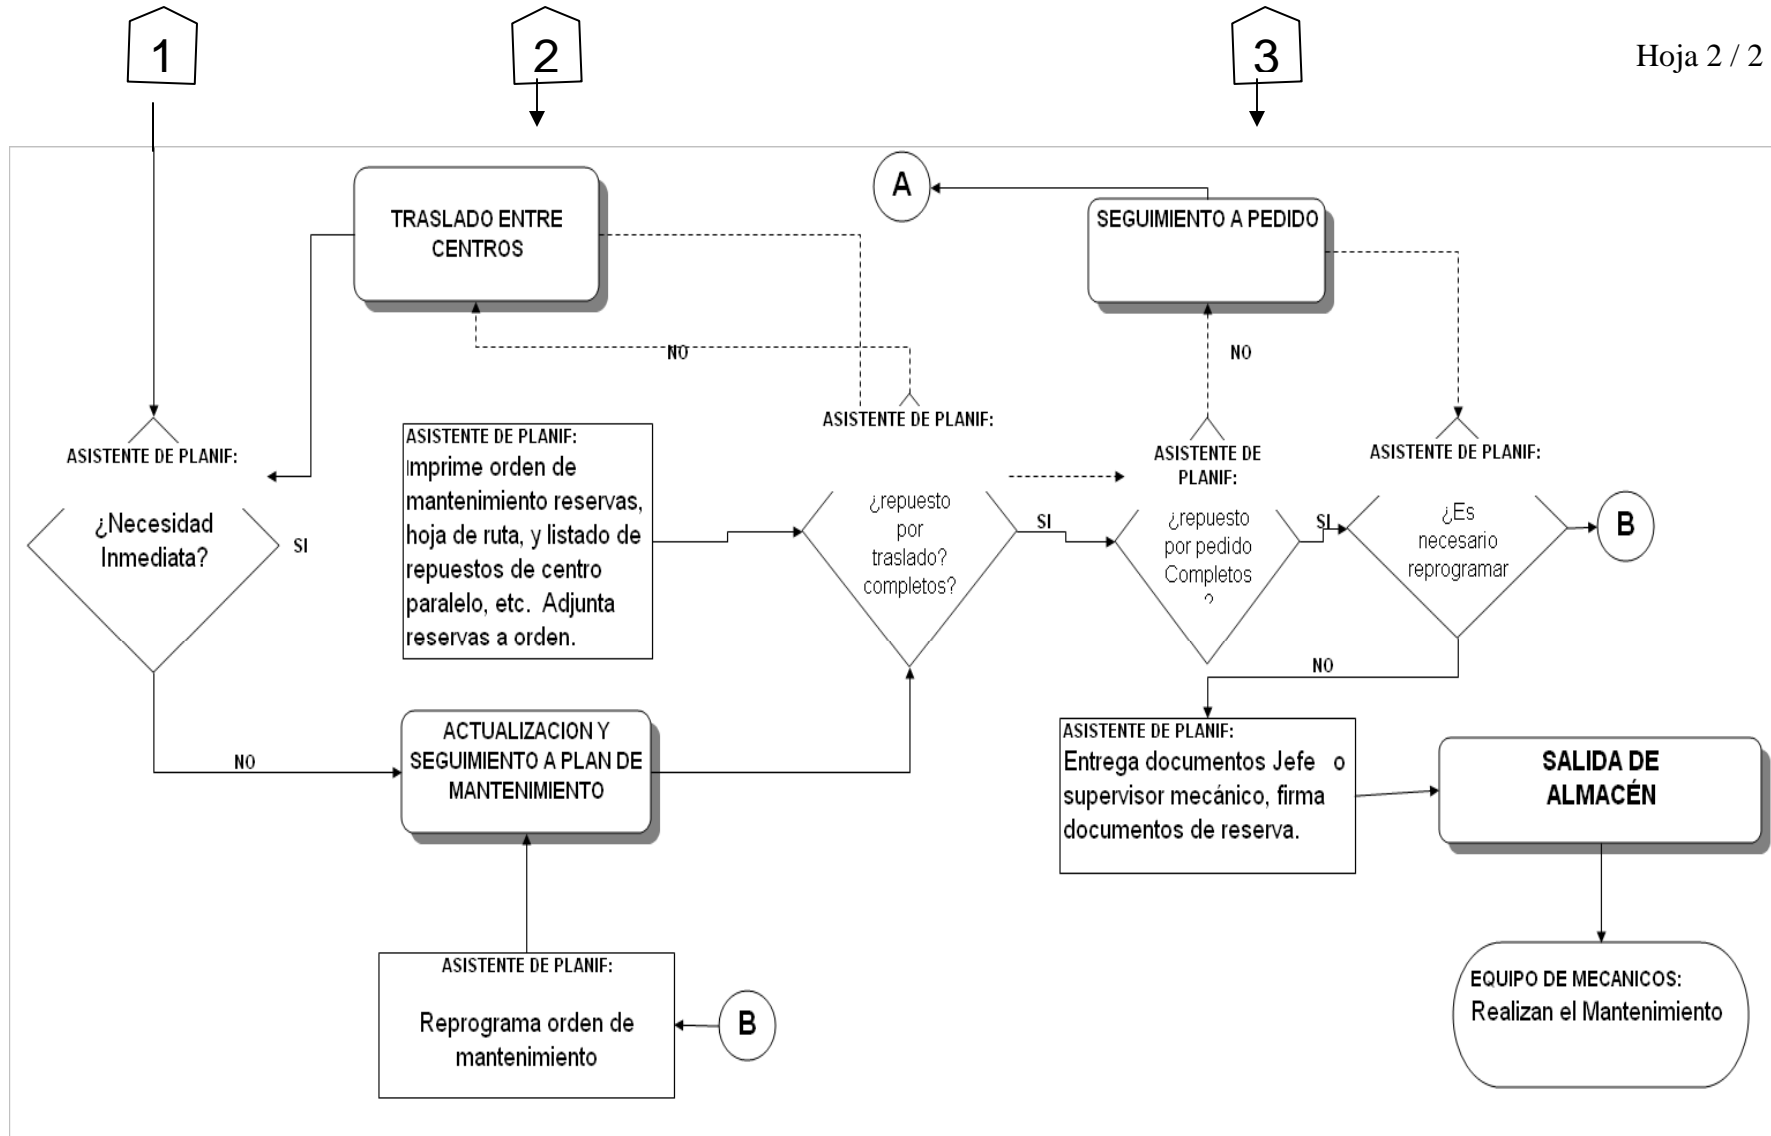 1
2
3
Hoja 2 / 2
TRASLADO ENTRE
CENTROS
A
SEGUIMIENTO A PEDIDO
NO
NO
ASISTENTE DE PLANIF:
¿Necesidad
Inmediata?
SI
ASISTENTE DE PLANIF:
Imprime orden de
mantenimiento reservas,
hoja de ruta, y listado de
repuestos de centro
paralelo, etc. Adjunta
reservas a orden.
ASISTENTE DE PLANIF:
¿repuesto
por
traslado?
completos?
SI
ASISTENTE DE
PLANIF:
¿repuesto
por pedido
Completos
?
SI
ASISTENTE DE PLANIF:
¿Es
necesario
reprogramar
B
NO
NO
ACTUALIZACION Y
SEGUIMIENTO A PLAN DE
MANTENIMIENTO
ASISTENTE DE PLANIF:
Entrega documentos Jefe o
supervisor mecánico, firma
documentos de reserva.
SALIDA DE
ALMACÉN
ASISTENTE DE PLANIF:
Reprograma orden de
mantenimiento
B
EQUIPO DE MECANICOS:
Realizan el Mantenimiento